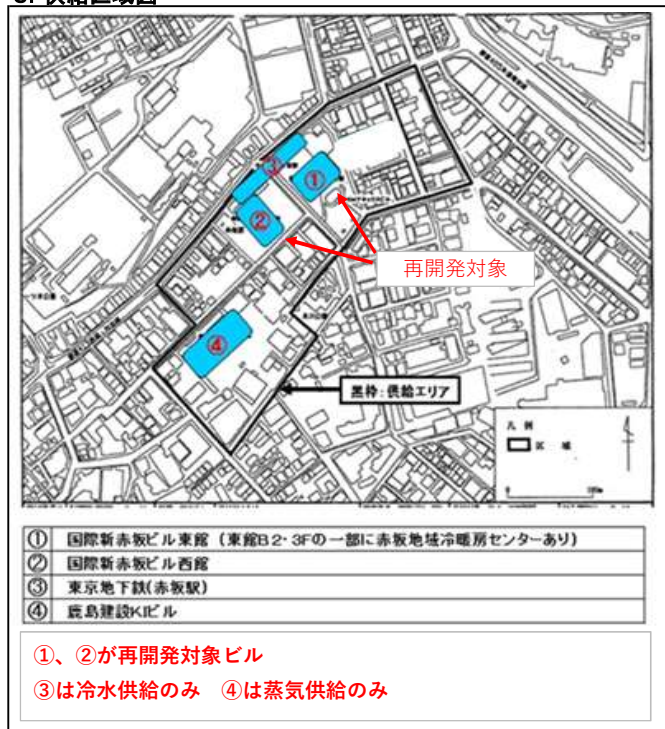 ①
②
③
④
再開発対象
黒枠：供給エリア
凡例
区域
① 国際新赤坂ビル東館（東館B2・3Fの一部に赤坂地域冷暖房センターあり）
② 国際新赤坂ビル西館
③ 東京地下鉄(赤坂駅)
④ 鹿島建設KIビル
①、②が再開発対象ビル
③は冷水供給のみ ④は蒸気供給のみ